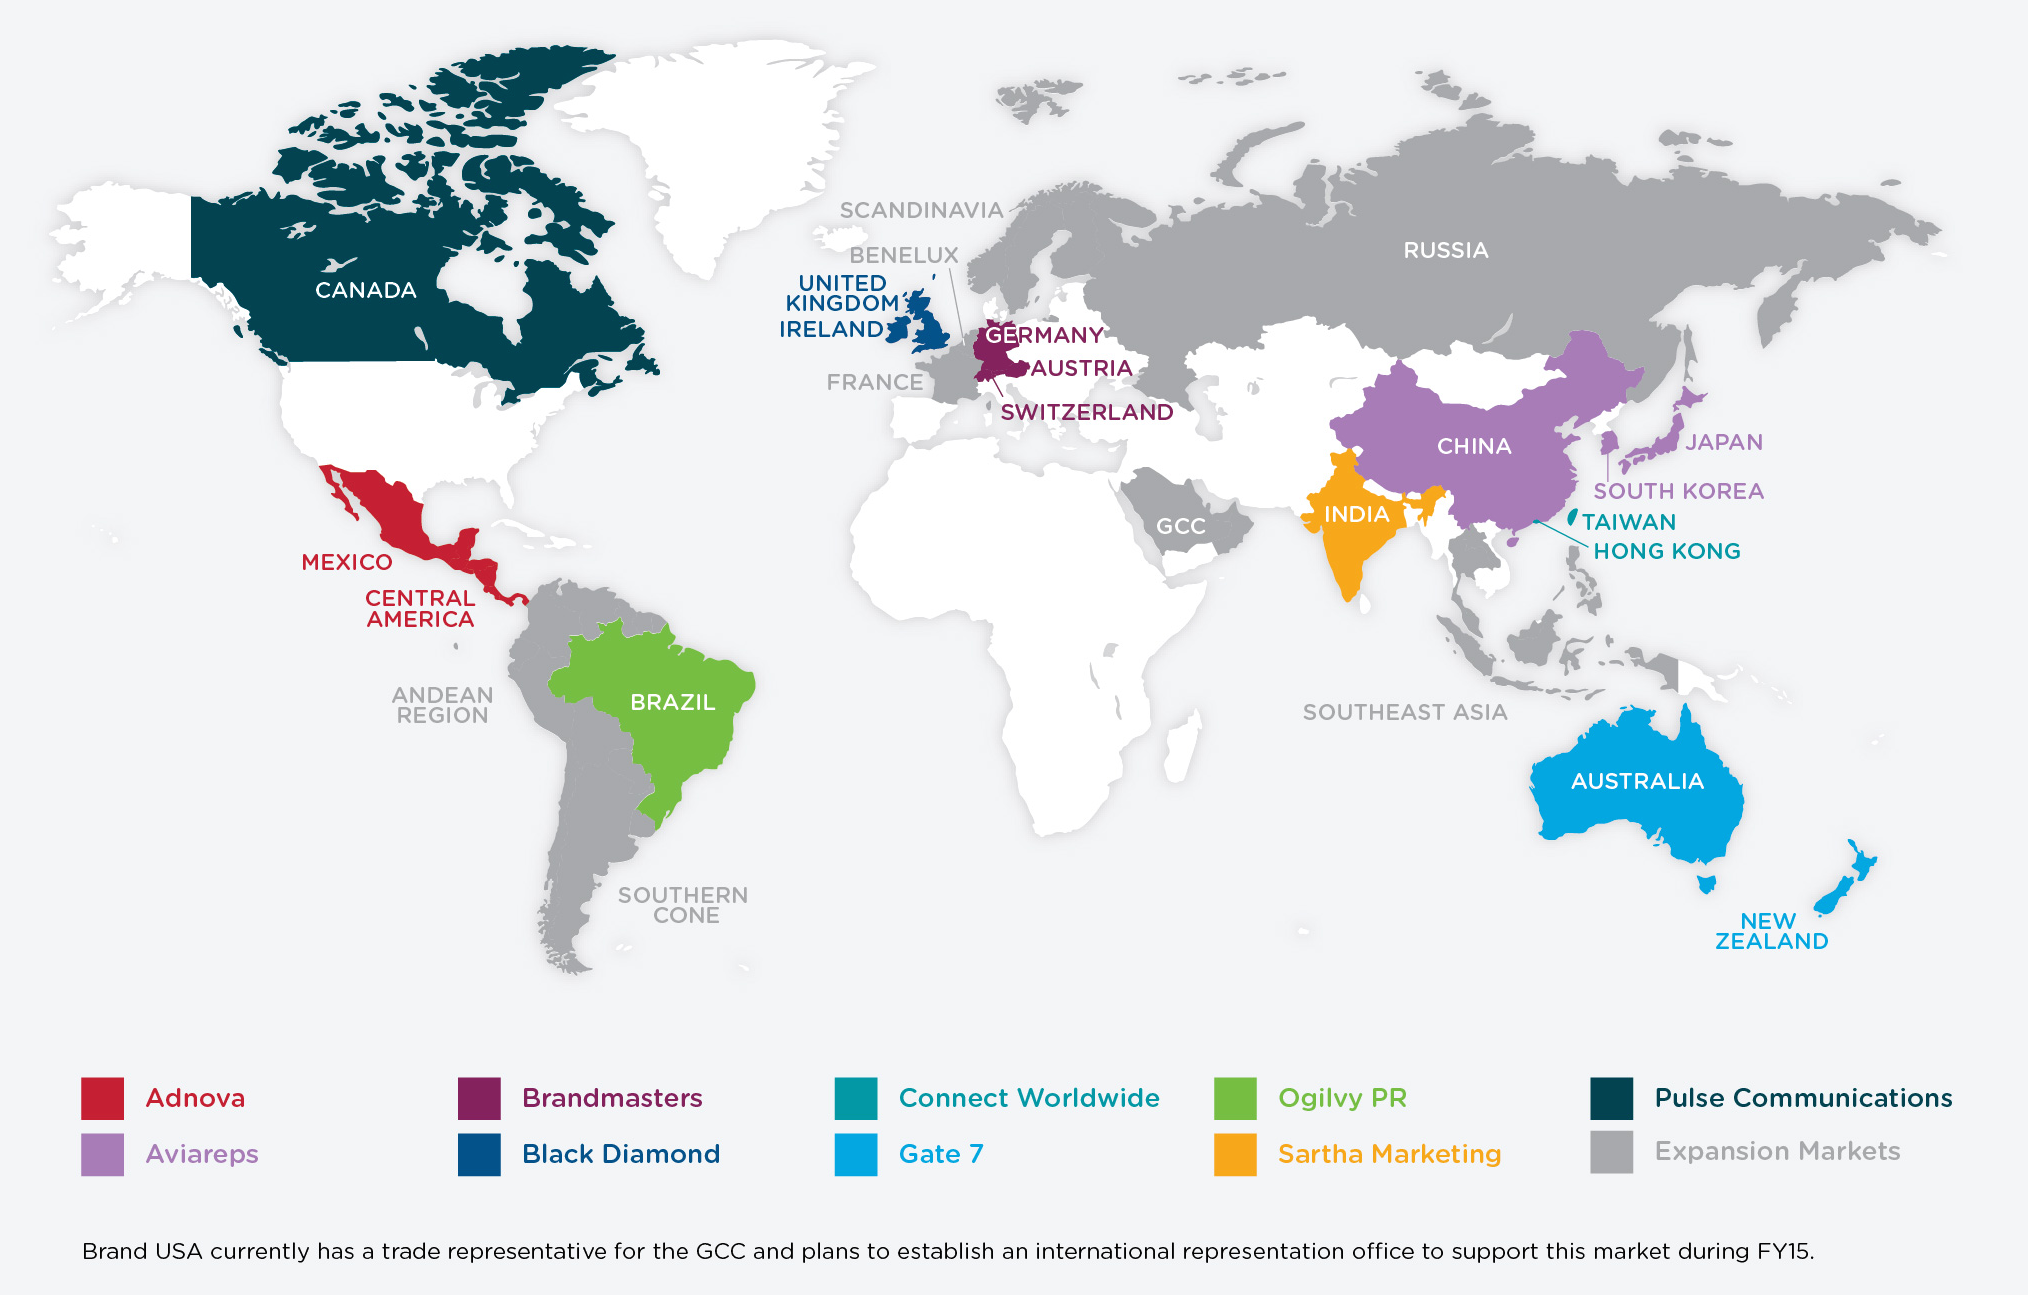 SCANDINAVIA
RUSSIA
BENELUX
UNITED
KINGDOM
CANADA
IRELAND
GERMANY
AUSTRIA
FRANCE
SWITZERLAND
CHINA
JAPAN
SOUTH KOREA
INDIA
TAIWAN
GCC
HONG KONG
MEXICO
CENTRAL
AMERICA
ANDEAN
REGION
BRAZIL
SOUTHEAST ASIA
AUSTRALIA
SOUTHERN
CONE
NEW
ZEALAND
Adnova
Brandmasters
Connect Worldwide
Ogilvy PR
Pulse Communications
Aviareps
Black Diamond
Gate 7
Sartha Marketing
Expansion Markets
Brand USA currently has a trade representative for the GCC and plans to establish an international representation office to support this market during FY15.